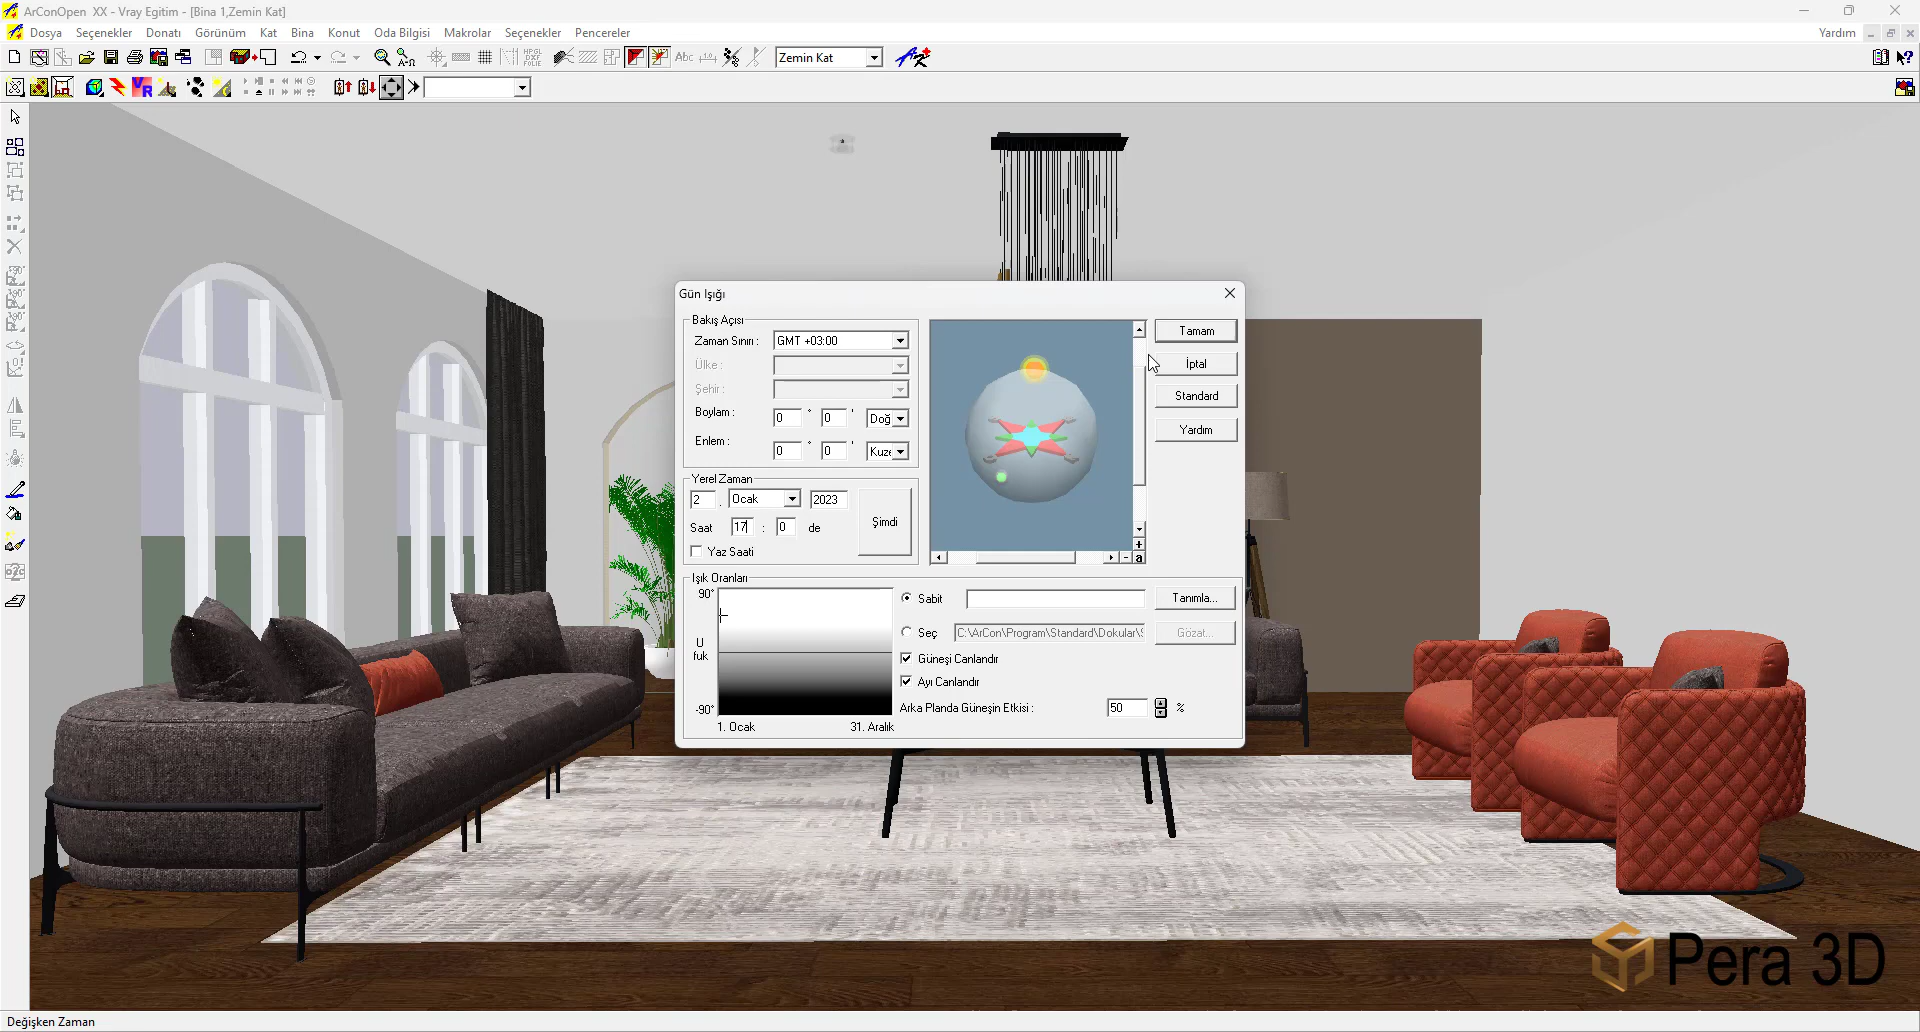 ArConOpen XX - Vray Egitim - [Bina 1,Zemin Kat]
Dosya Seçenekler Donatı Görünüm Kat Bina Konut Oda Bilgisi Makrolar Seçenekler Pencereler Yardım
Abc
Zemin Kat
Gün Işığı
Bakış Açısı
Zaman Sınırı : GMT +03:00
Ülke :
Şehir :
Boylam : 0 ° 0 ' Doğ
Enlem : 0 ° 0 ' Kuze
Tamam
İptal
Standard
Yardım
Yerel Zaman
2 . Ocak 2023
Saat 17 : 0 de
Şimdi
Yaz Saati
+
- a
Işık Oranları
90°
U
fuk
-90°
1. Ocak 31. Aralık
Sabit Tanımla...
Seç C:\ArCon\Program\Standard\Dokular\ Gözat...
Güneşi Canlandır
Ayı Canlandır
Arka Planda Güneşin Etkisi : 50 %
Pera 3D
Değişken Zaman